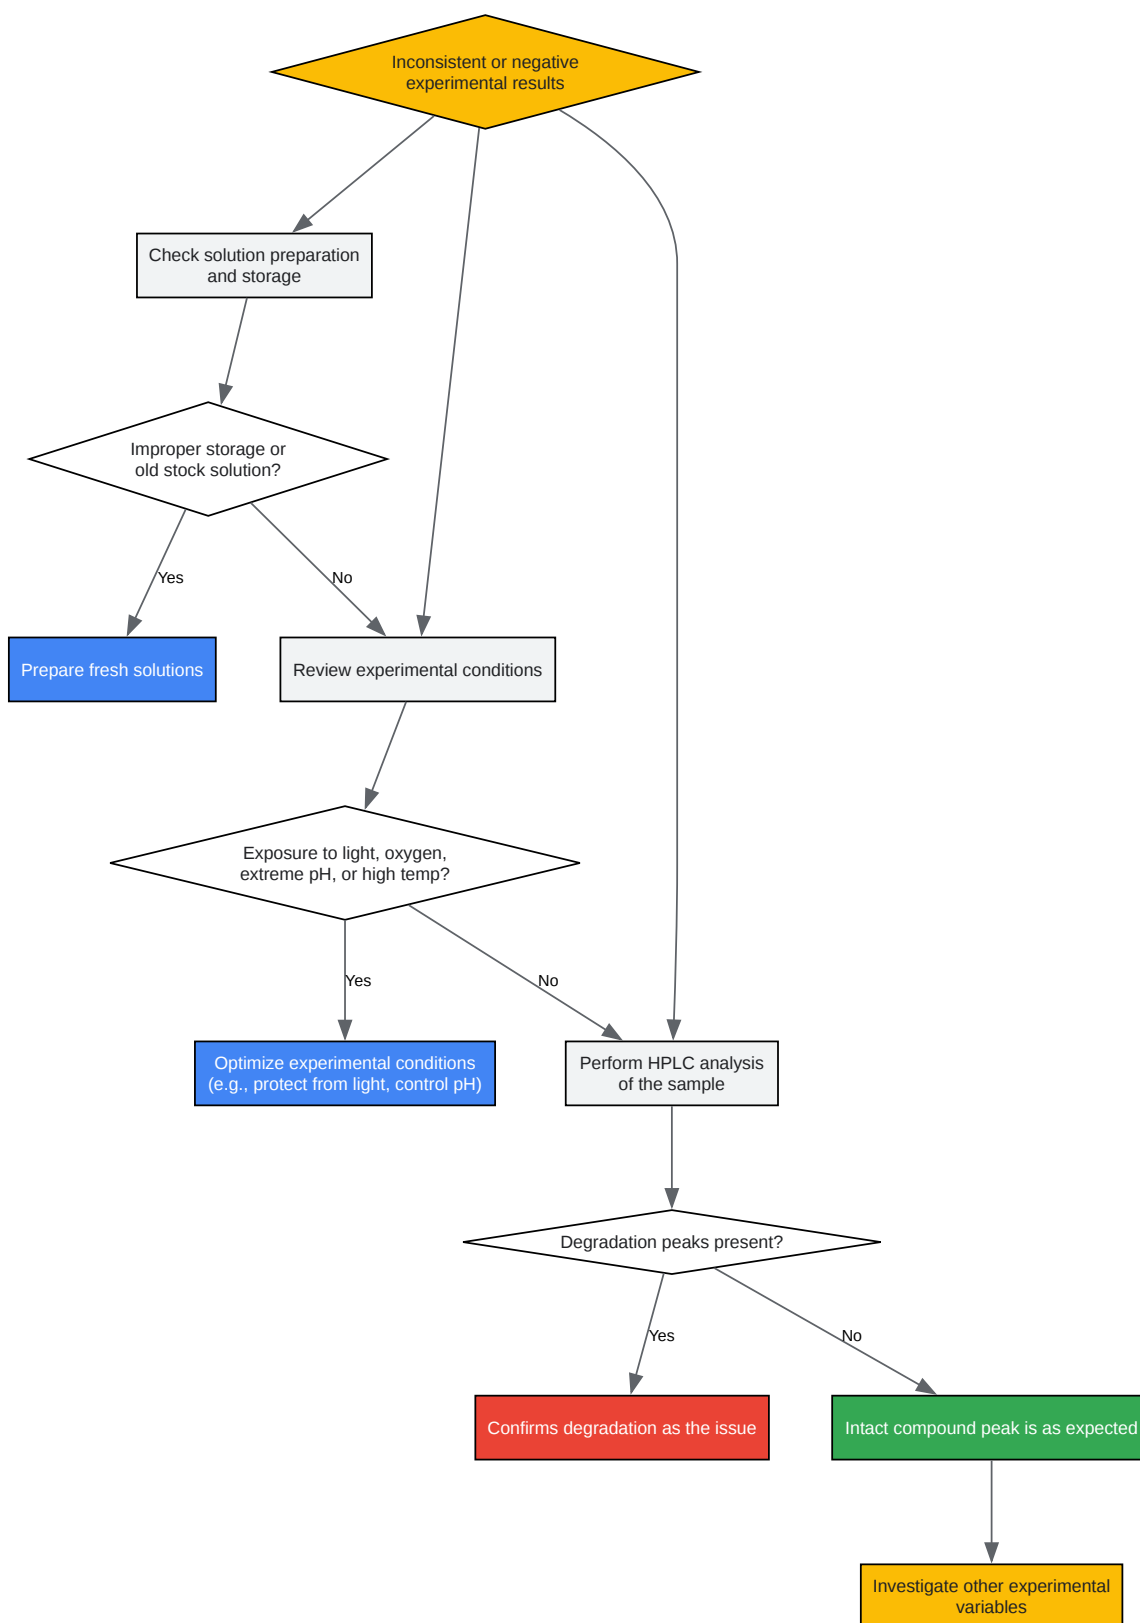 Inconsistent or negative
experimental results
Check solution preparation
and storage
Improper storage or
old stock solution?
Yes
No
Prepare fresh solutions
Review experimental conditions
Exposure to light, oxygen,
extreme pH, or high temp?
Yes
No
Optimize experimental conditions
(e.g., protect from light, control pH)
Perform HPLC analysis
of the sample
Degradation peaks present?
Yes
No
Confirms degradation as the issue
Intact compound peak is as expected
Investigate other experimental
variables